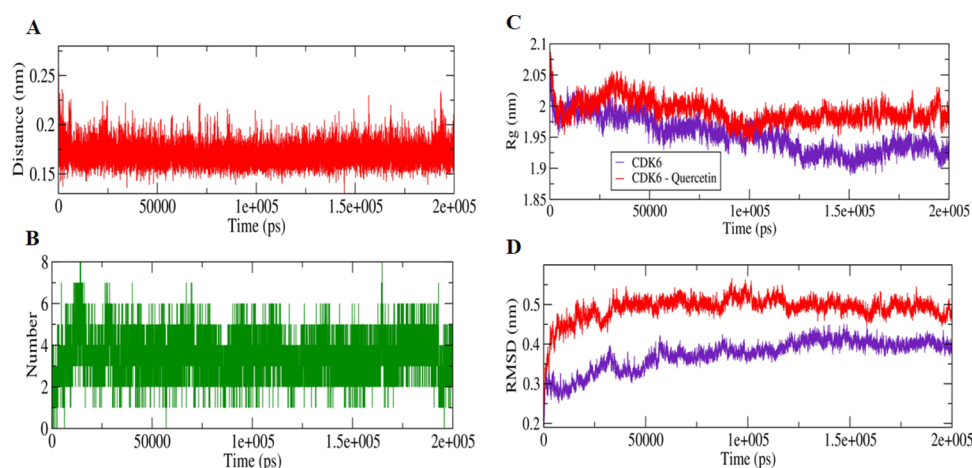 A
Distance (nm)
0.25
0.2
0.15
0 50000 1e+005 1.5e+005 2e+005
Time (ps)
B
Number
8
6
4
2
0
0 50000 1e+005 1.5e+005 2e+005
Time (ps)
C
Rg (nm)
2.1
2.05
2
1.95
1.9
1.85
CDK6
CDK6 - Quercetin
0 50000 1e+005 1.5e+005 2e+005
Time (ps)
D
RMSD (nm)
0.5
0.4
0.3
0.2
0 50000 1e+005 1.5e+005 2e+005
Time (ps)